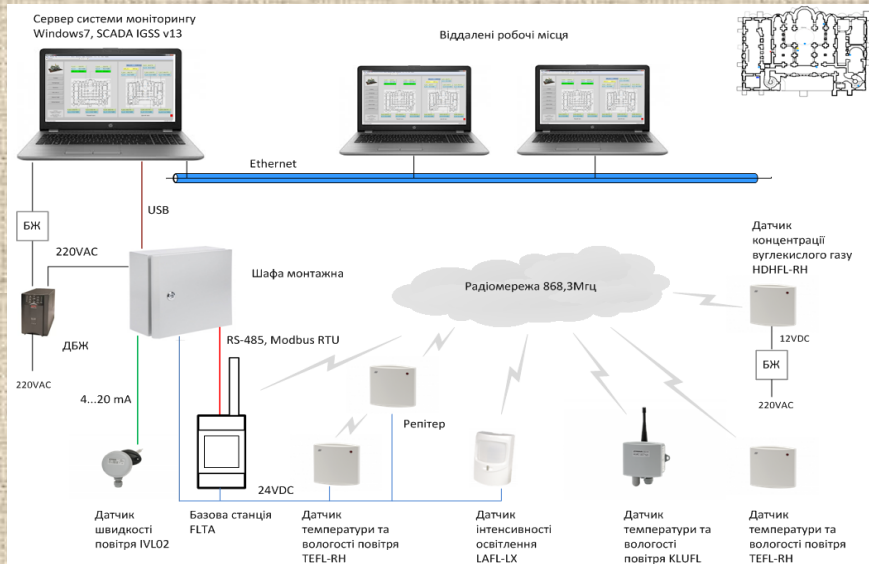 Сервер системи моніторингу
Windows7, SCADA IGSS v13
Віддалені робочі місця
Ethernet
USB
БЖ
220VAC
Шафа монтажна
Радіомережа 868,3Мгц
Датчик
концентрації
вуглекислого газу
HDHFL-RH
ДБЖ
220VAC
RS-485, Modbus RTU
12VDC
БЖ
220VAC
4...20 mA
Репітер
24VDC
Датчик
швидкості
повітря IVL02
Базова станція
FLTA
Датчик
температури та
вологості повітря
TEFL-RH
Датчик
інтенсивності
освітлення
LAFL-LX
Датчик
температури та
вологості
повітря KLUFL
Датчик
температури та
вологості повітря
TEFL-RH